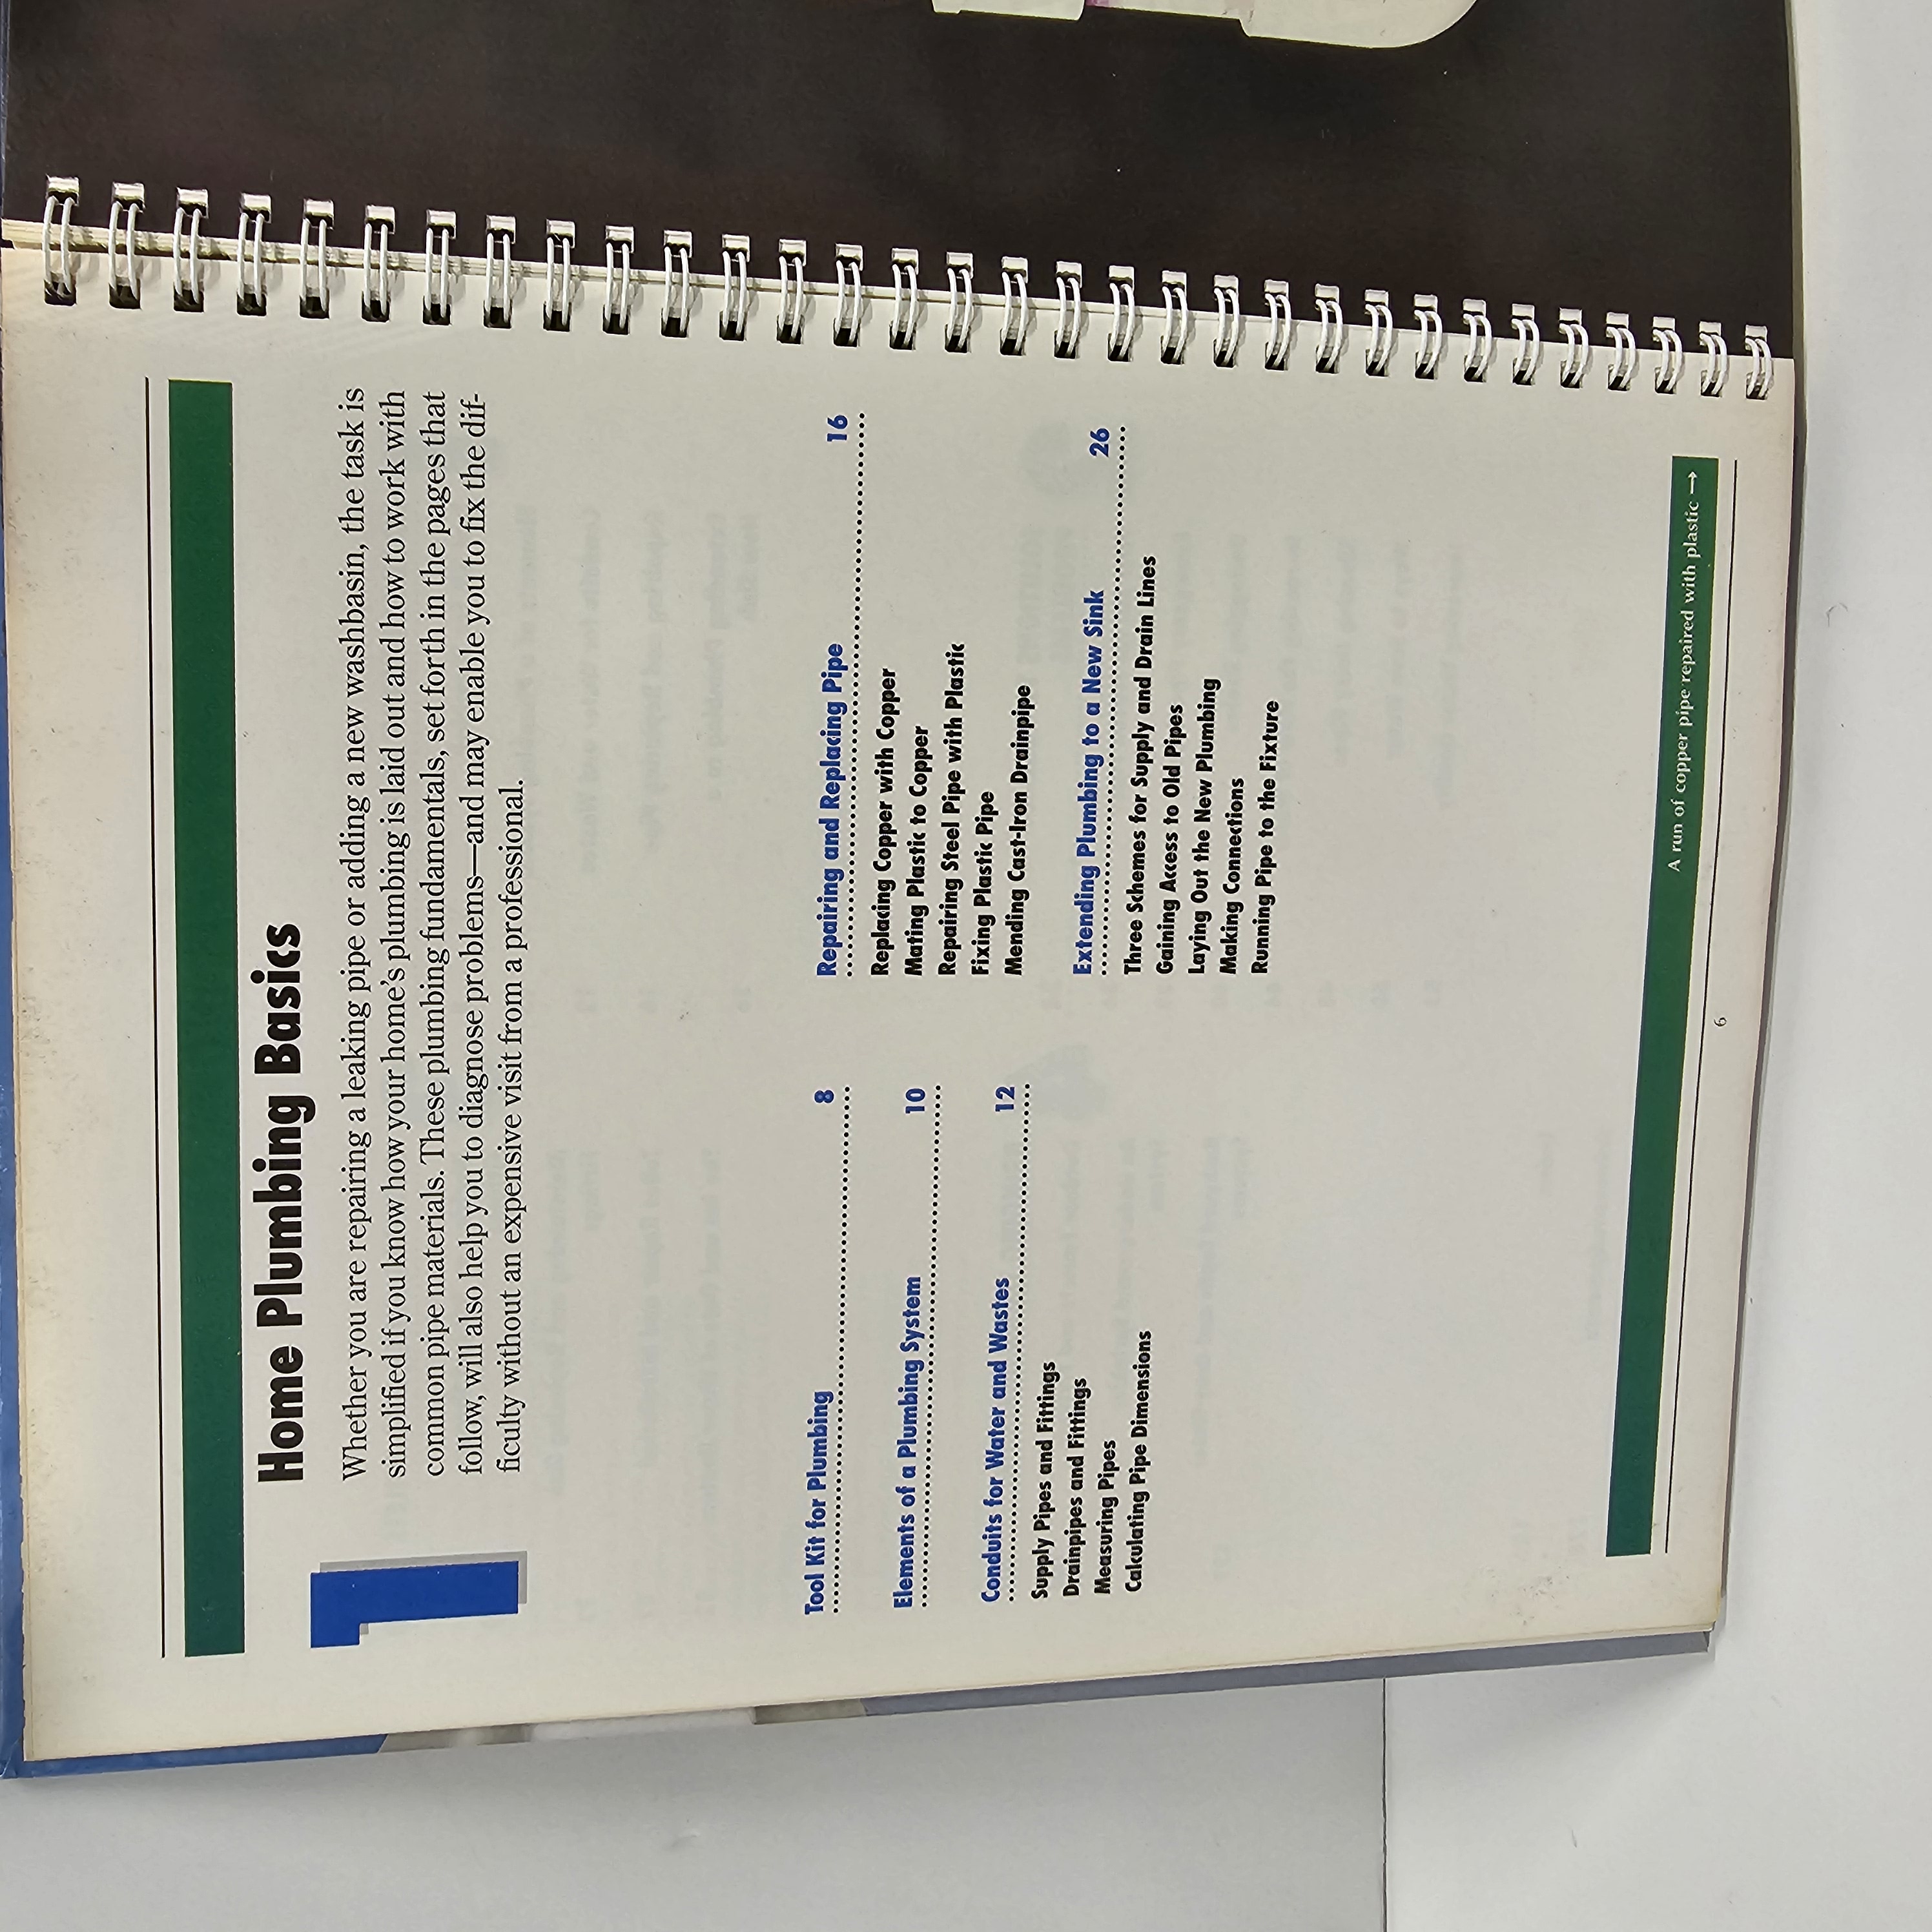 Home Plumbing Basics
1
Whether you are repairing a leaking pipe or adding a new washbasin, the task is
simplified if you know how your home's plumbing is laid out and how to work with
common pipe materials. These plumbing fundamentals, set forth in the pages that
follow, will also help you to diagnose problems—and may enable you to fix the dif-
ficulty without an expensive visit from a professional.
Tool Kit for Plumbing 8
Elements of a Plumbing System 10
Conduits for Water and Wastes 12
Supply Pipes and Fittings
Drainpipes and Fittings
Measuring Pipes
Calculating Pipe Dimensions
Repairing and Replacing Pipe 16
Replacing Copper with Copper
Mating Plastic to Copper
Repairing Steel Pipe with Plastic
Fixing Plastic Pipe
Mending Cast-Iron Drainpipe
Extending Plumbing to a New Sink 26
Three Schemes for Supply and Drain Lines
Gaining Access to Old Pipes
Laying Out the New Plumbing
Making Connections
Running Pipe to the Fixture
A run of copper pipe repaired with plastic →
6